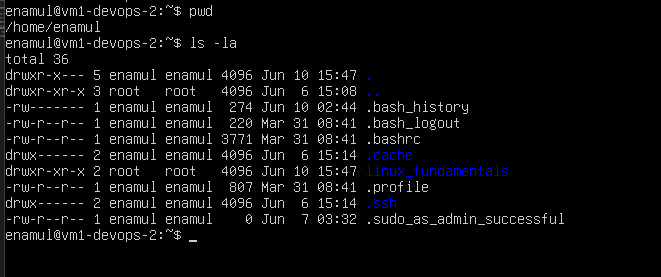 enamul@vm1-devops-2:~$ pwd
/home/enamul
enamul@vm1-devops-2:~$ ls -la
total 36
drwxr-x--- 5 enamul enamul 4096 Jun 10 15:47 .
drwxr-xr-x 3 root   root   4096 Jun  6 15:08 ..
-rw------- 1 enamul enamul  274 Jun 10 02:44 .bash_history
-rw-r--r-- 1 enamul enamul  220 Mar 31 08:41 .bash_logout
-rw-r--r-- 1 enamul enamul 3771 Mar 31 08:41 .bashrc
drwx------ 2 enamul enamul 4096 Jun  6 15:14 .cache
drwxr-xr-x 2 root   root   4096 Jun 10 15:47 linux_fundamentals
-rw-r--r-- 1 enamul enamul  807 Mar 31 08:41 .profile
drwx------ 2 enamul enamul 4096 Jun  6 15:14 .ssh
-rw-r--r-- 1 enamul enamul    0 Jun  7 03:32 .sudo_as_admin_successful
enamul@vm1-devops-2:~$ _